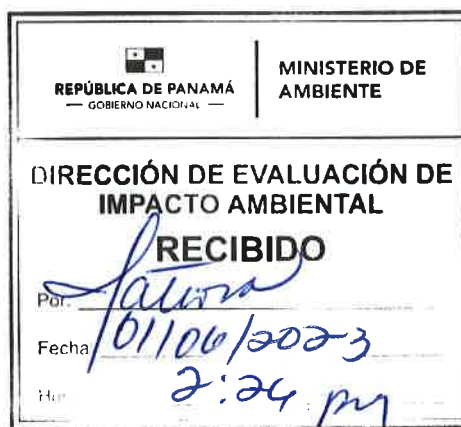 REPÚBLICA DE PANAMÁ
— GOBIERNO NACIONAL —
MINISTERIO DE
AMBIENTE
DIRECCIÓN DE EVALUACIÓN DE
IMPACTO AMBIENTAL
RECIBIDO
Por:
Fecha 01/06/2023
2:24 pm